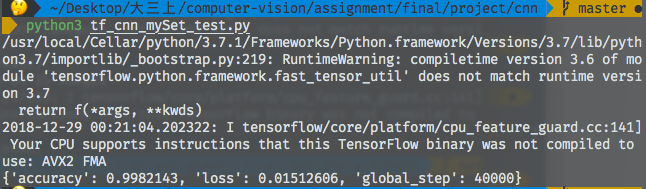 ~/Desktop/大三上/computer-vision/assignment/final/project/cnn master
python3 tf_cnn_mySet_test.py
/usr/local/Cellar/python/3.7.1/Frameworks/Python.framework/Versions/3.7/lib/pyth
on3.7/importlib/_bootstrap.py:219: RuntimeWarning: compiletime version 3.6 of mo
dule 'tensorflow.python.framework.fast_tensor_util' does not match runtime versi
on 3.7
return f(*args, **kwds)
2018-12-29 00:21:04.202322: I tensorflow/core/platform/cpu_feature_guard.cc:141]
Your CPU supports instructions that this TensorFlow binary was not compiled to
use: AVX2 FMA
{'accuracy': 0.9982143, 'loss': 0.01512606, 'global_step': 40000}